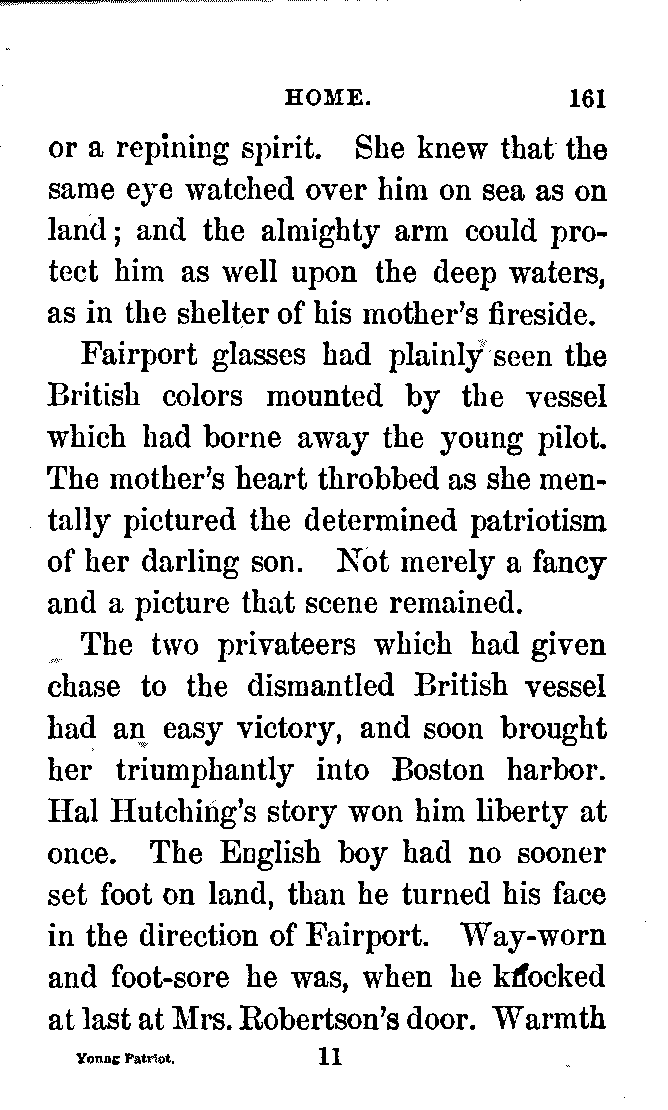 HOME. 161
or a repining spirit. She knew that the
same eye watched over him on sea as on
land; and the almighty arm could pro-
tect him as well upon the deep waters,
as in the shelter of his mother's fireside.
Fairport glasses had plainly seen the
British colors mounted by the vessel
which had borne away the young pilot.
The mother's heart throbbed as she men-
tally pictured the determined patriotism
of her darling son. Not merely a fancy
and a picture that scene remained.
The two privateers which had given
chase to the dismantled British vessel
had an easy victory, and soon brought
her triumphantly into Boston harbor.
Hal Hutching's story won him liberty at
once. The English boy had no sooner
set foot on land, than he turned his face
in the direction of Fairport. Way-worn
and foot-sore he was, when he knocked
at last at Mrs. Robertson's door. Warmth
Young Patriot. 11